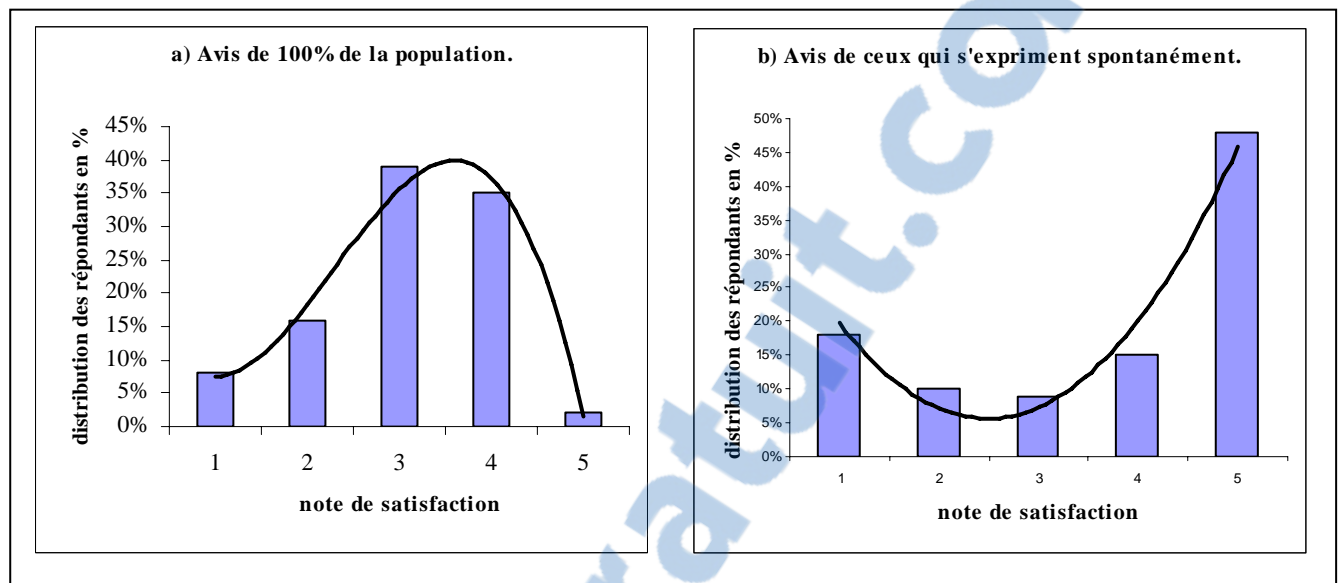 a) Avis de 100% de la population.
distribution des répondants en %
45%
40%
35%
30%
25%
20%
15%
10%
5%
0%
1 2 3 4 5
note de satisfaction
b) Avis de ceux qui s'expriment spontanément.
distribution des répondants en %
50%
45%
40%
35%
30%
25%
20%
15%
10%
5%
0%
1 2 3 4 5
note de satisfaction
ratuit.co